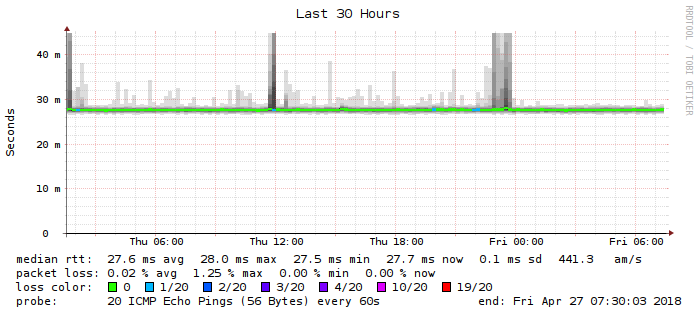 Last 30 Hours
RRDTOOL / TOBI OETIKER
Seconds
40 m
30 m
20 m
10 m
0
Thu 06:00 Thu 12:00 Thu 18:00 Fri 00:00 Fri 06:00
median rtt: 27.6 ms avg 28.0 ms max 27.5 ms min 27.7 ms now 0.1 ms sd 441.3 am/s
packet loss: 0.02 % avg 1.25 % max 0.00 % min 0.00 % now
loss color: 0 1/20 2/20 3/20 4/20 10/20 19/20
probe: 20 ICMP Echo Pings (56 Bytes) every 60s end: Fri Apr 27 07:30:03 2018